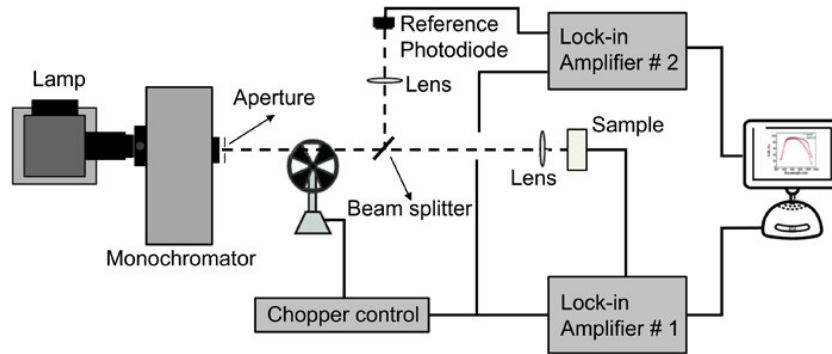 Lamp
Aperture
Monochromator
Reference
Photodiode
Lens
Beam splitter
Lens
Sample
Lock-in
Amplifier # 2
Chopper control
Lock-in
Amplifier # 1